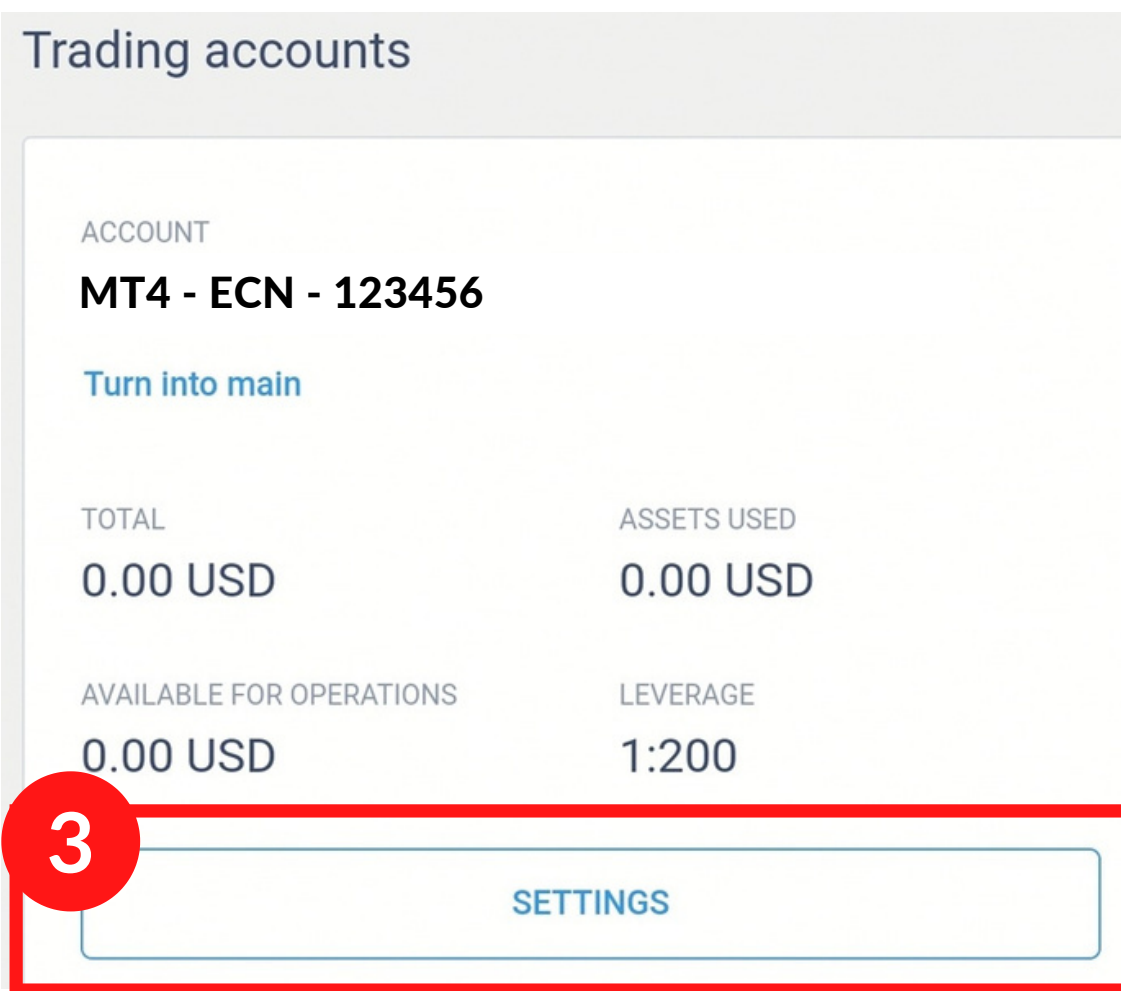 Trading accounts
ACCOUNT
MT4 - ECN - 123456
Turn into main
TOTAL
ASSETS USED
0.00 USD
0.00 USD
AVAILABLE FOR OPERATIONS
LEVERAGE
0.00 USD
1:200
3
SETTINGS